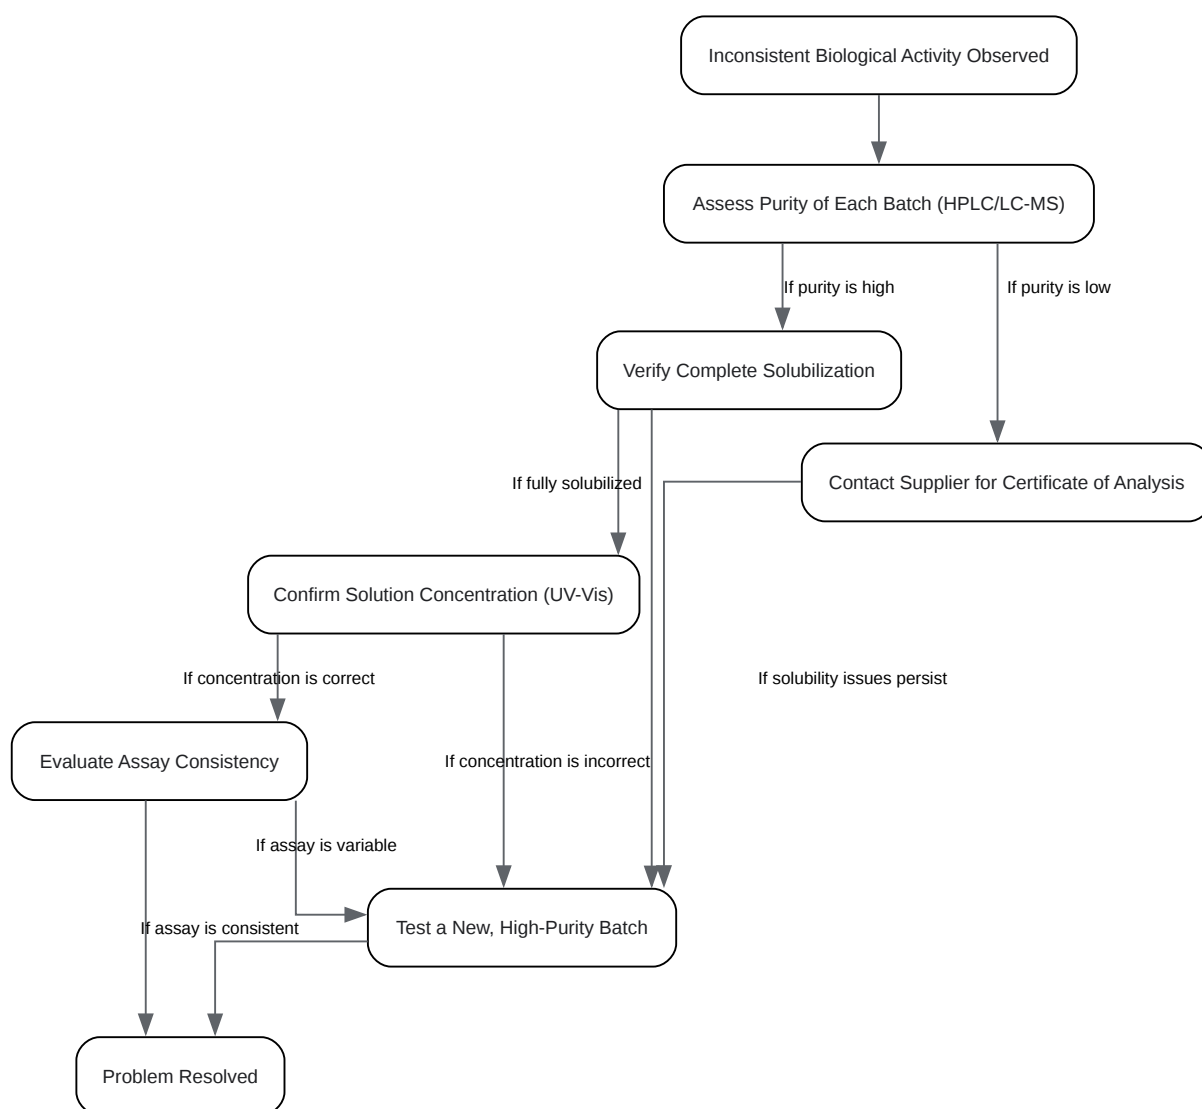 Inconsistent Biological Activity Observed
Assess Purity of Each Batch (HPLC/LC-MS)
If purity is high
If purity is low
Verify Complete Solubilization
If fully solubilized
Contact Supplier for Certificate of Analysis
Confirm Solution Concentration (UV-Vis)
If concentration is correct
If solubility issues persist
Evaluate Assay Consistency
If concentration is incorrect
If assay is variable
If assay is consistent
Test a New, High-Purity Batch
Problem Resolved